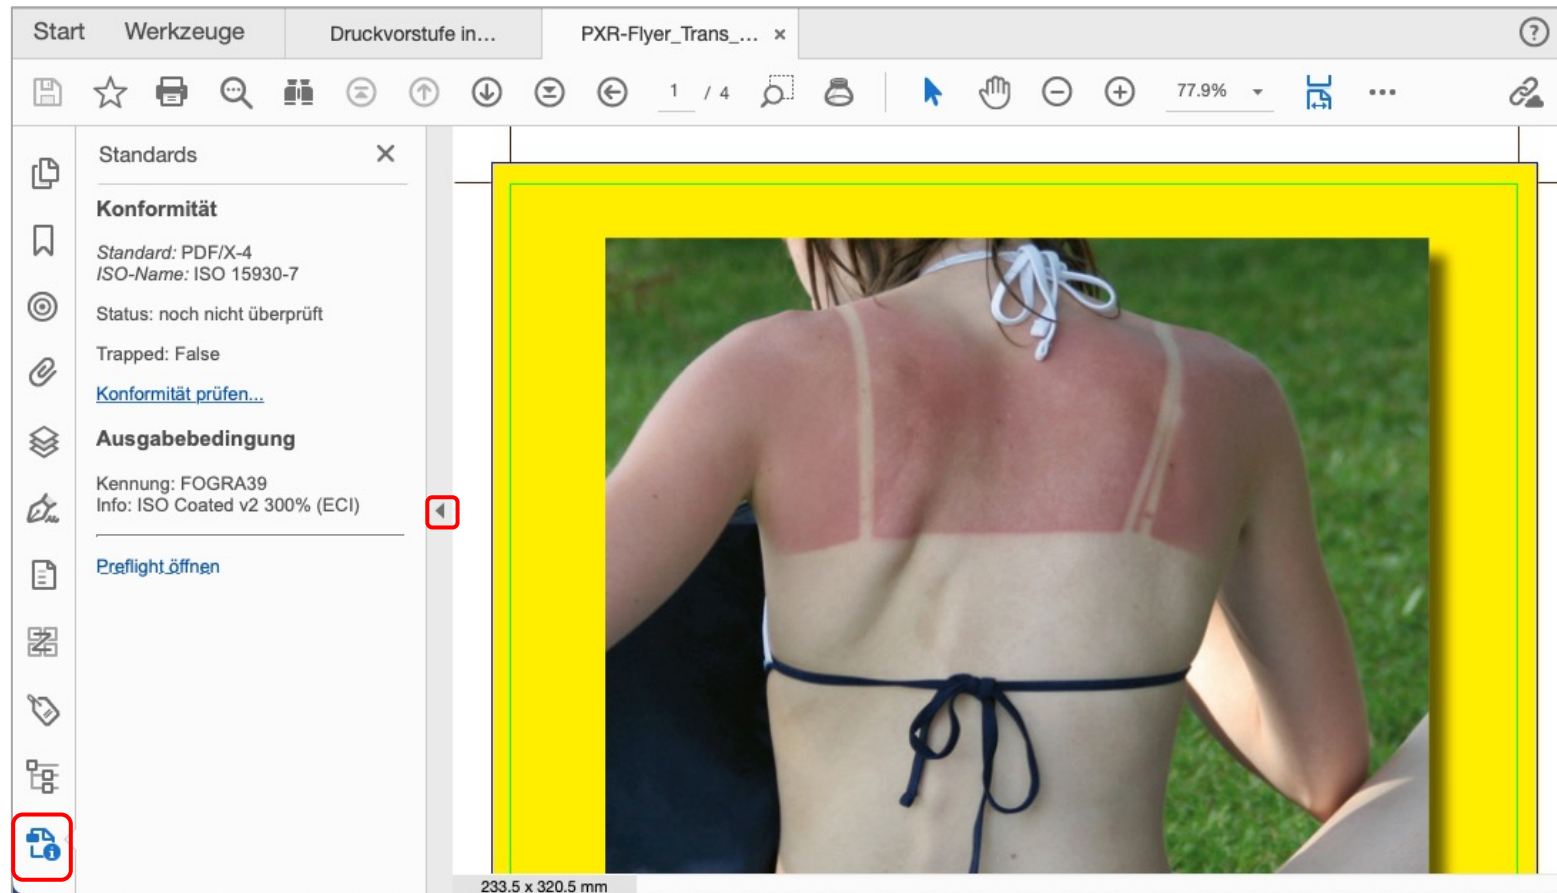 Start Werkzeuge Druckvorstufe in... PXR-Flyer_Trans_... ×
1 / 4 77.9%
Standards
Konformität
Standard: PDF/X-4
ISO-Name: ISO 15930-7
Status: noch nicht überprüft
Trapped: False
Konformität prüfen...
Ausgabebedingung
Kennung: FOGRA39
Info: ISO Coated v2 300% (ECI)
Preflight öffnen
233.5 x 320.5 mm